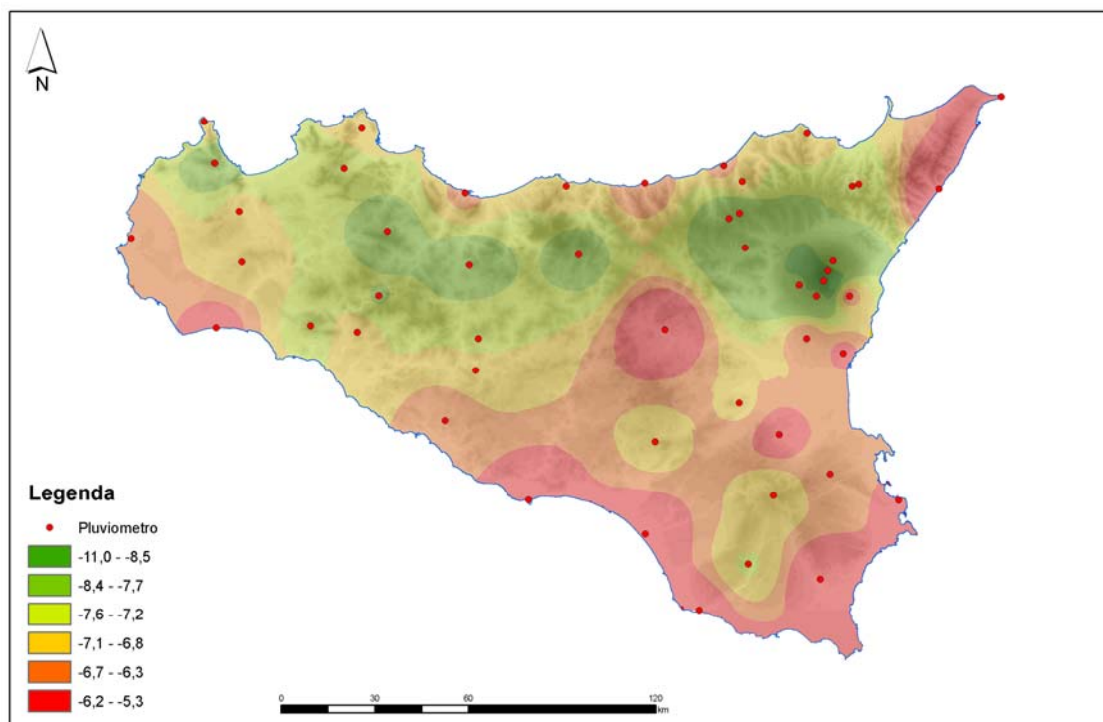 N
Legenda
Pluviometro
-11,0 - -8,5
-8,4 - -7,7
-7,6 - -7,2
-7,1 - -6,8
-6,7 - -6,3
-6,2 - -5,3
0 30 60 120
km